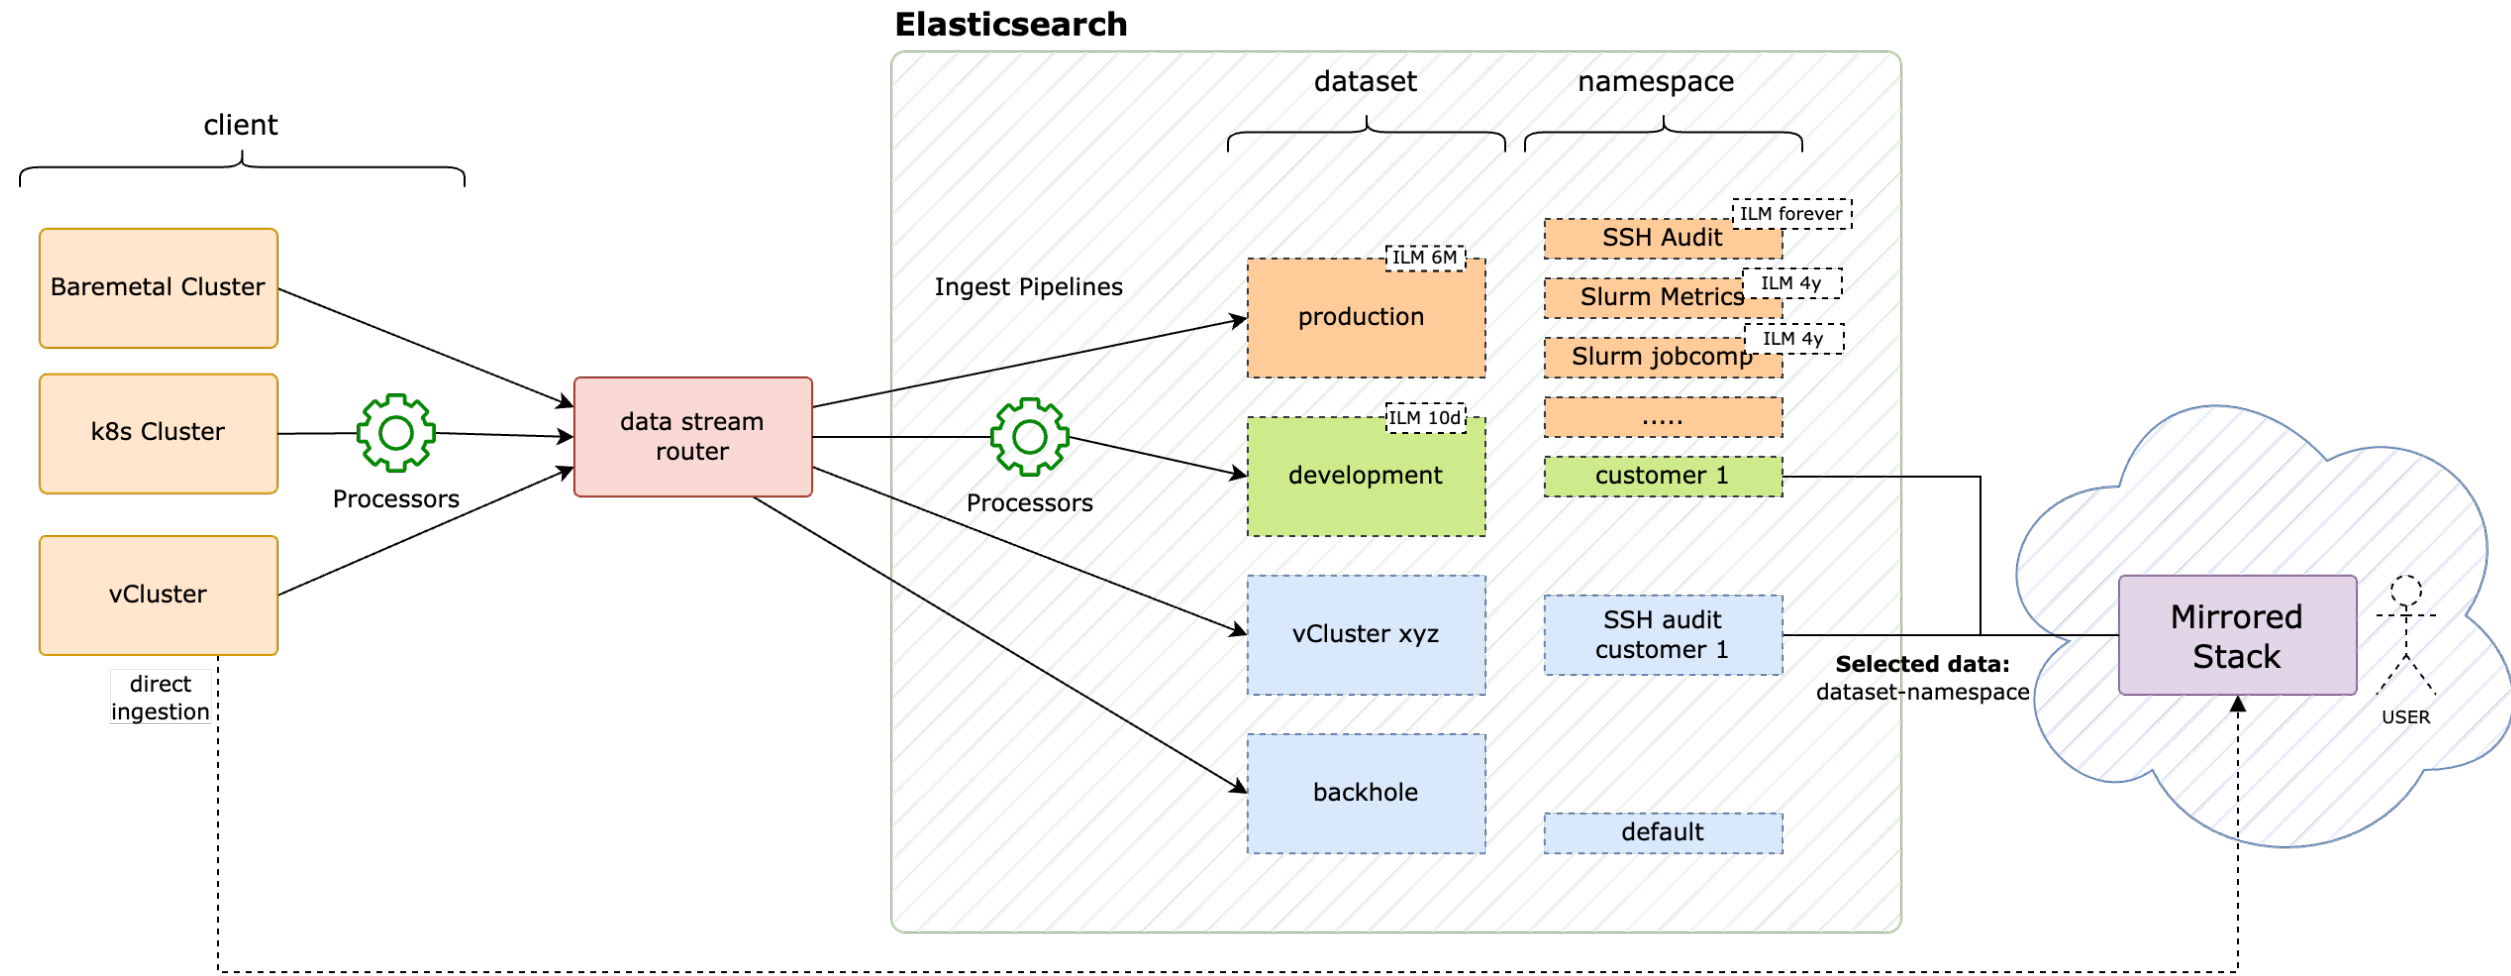 Elasticsearch
dataset
namespace
client
ILM forever
SSH Audit
ILM 6M
Baremetal Cluster
Ingest Pipelines
production
Slurm Metrics
ILM 4y
Slurm jobcomp
ILM 4y
.....
k8s Cluster
Processors
data stream
router
Processors
ILM 10d
development
customer 1
vCluster
direct
ingestion
vCluster xyz
SSH audit
customer 1
Selected data:
dataset-namespace
Mirrored
Stack
USER
backhole
default